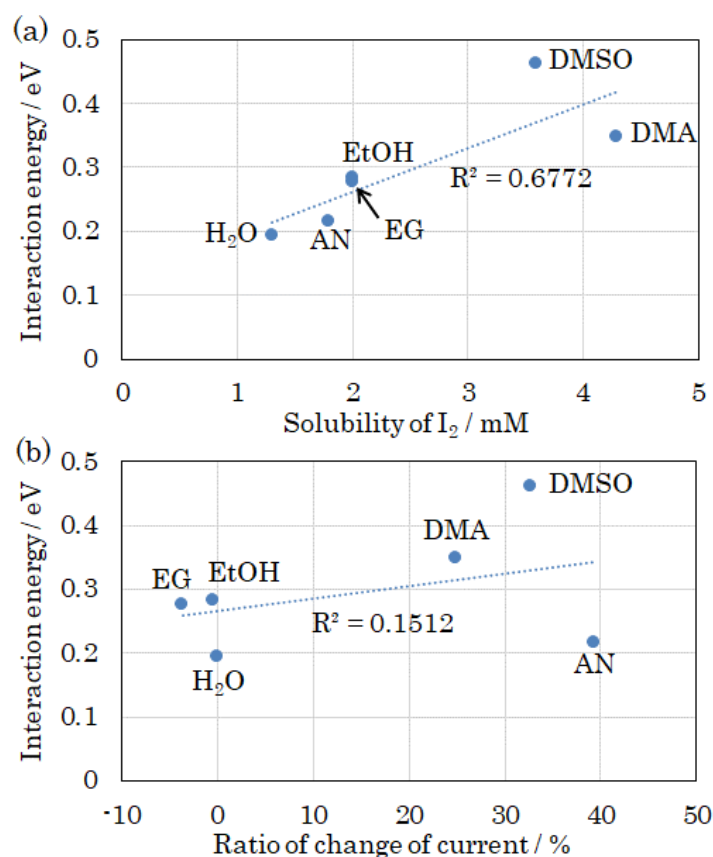 (a)
Interaction energy / eV
0.5
0.4
0.3
0.2
0.1
0
DMSO
DMA
EtOH
R² = 0.6772
H₂O
AN
EG
0 1 2 3 4 5
Solubility of I₂ / mM
(b)
Interaction energy / eV
0.5
0.4
0.3
0.2
0.1
0
DMSO
DMA
EG
EtOH
R² = 0.1512
H₂O
AN
-10 0 10 20 30 40 50
Ratio of change of current / %